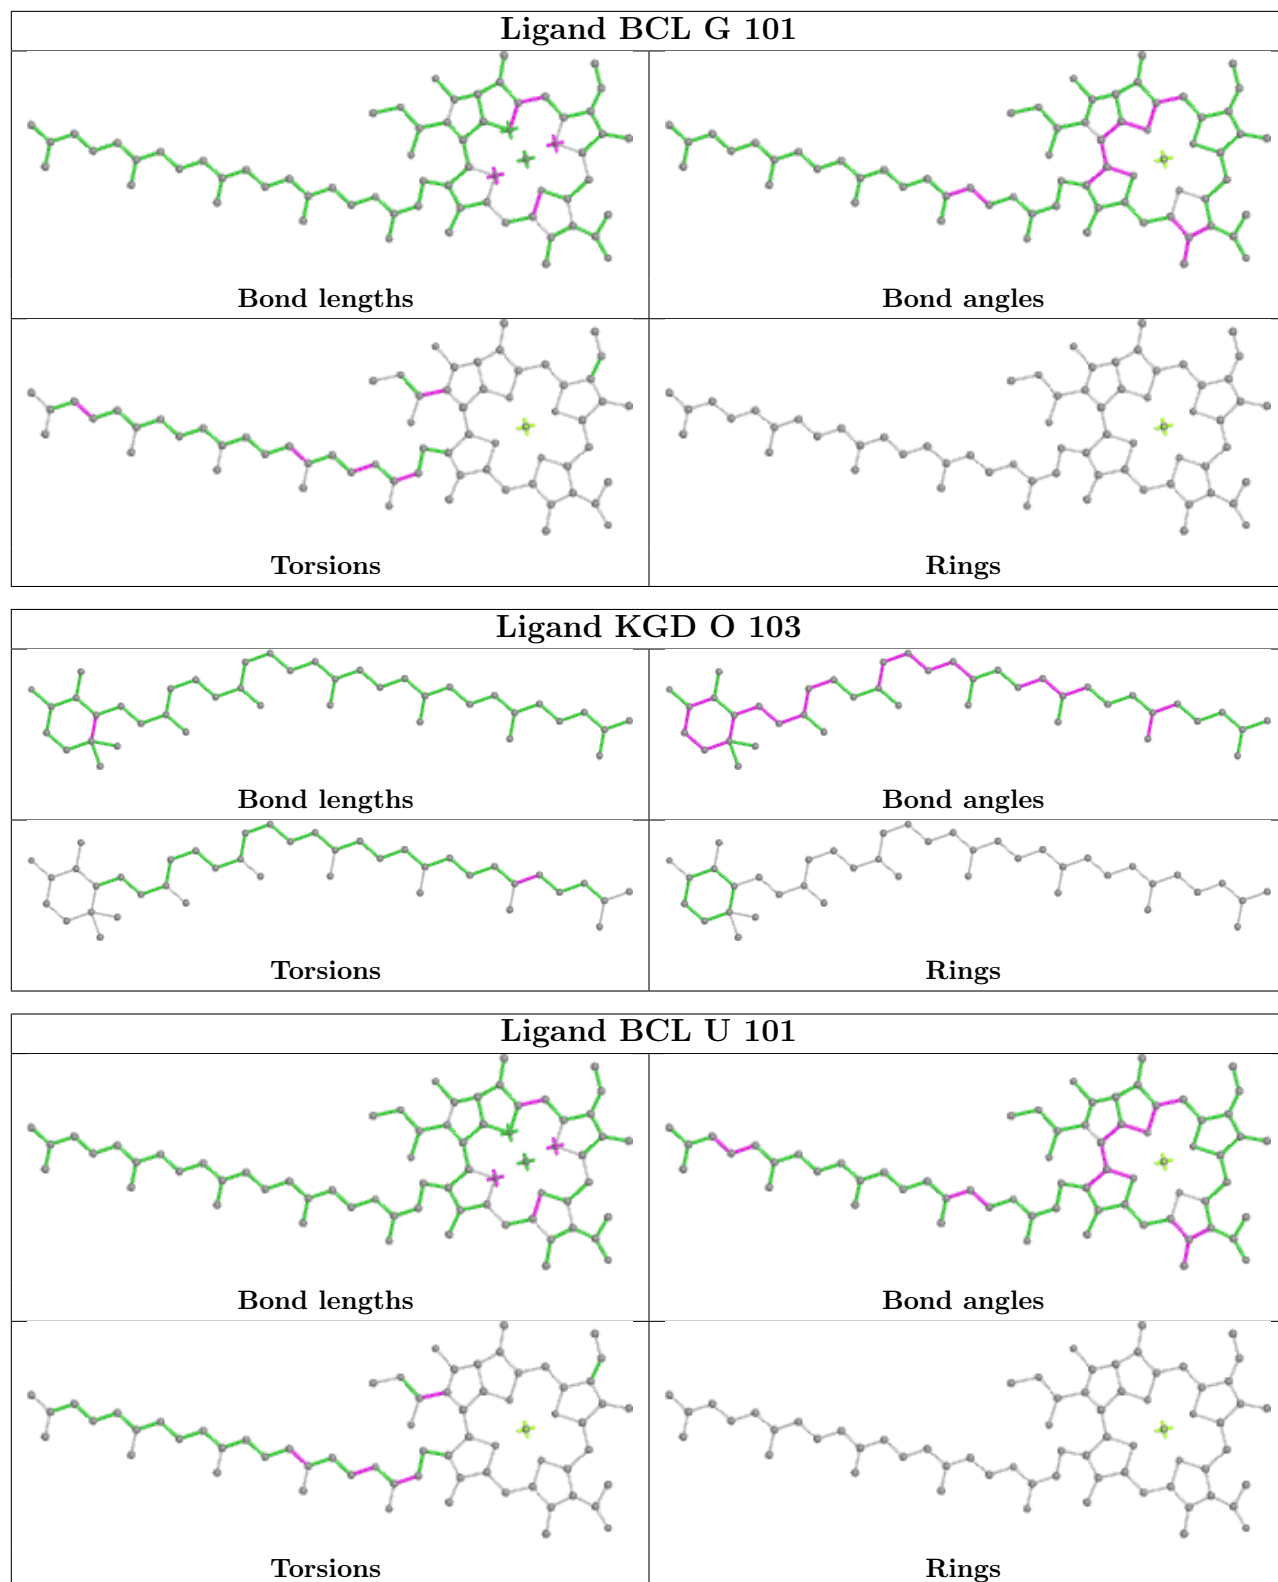 Ligand BCL G 101
Bond lengths
Bond angles
Torsions
Rings
Ligand KGD O 103
Bond lengths
Bond angles
Torsions
Rings
Ligand BCL U 101
Bond lengths
Bond angles
Torsions
Rings